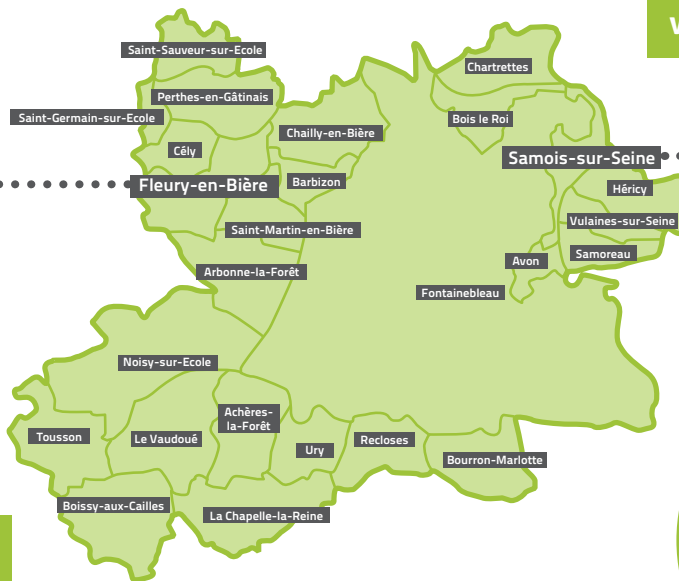 Saint-Sauveur-sur-Ecole
Chartrettes
Perthes-en-Gâtinais
Saint-Germain-sur-Ecole
Bois le Roi
Chailly-en-Bière
Cély
Samois-sur-Seine
Fleury-en-Bière
Barbizon
Héricy
Vulaines-sur-Seine
Saint-Martin-en-Bière
Samoreau
Avon
Arbonne-la-Forêt
Fontainebleau
Noisy-sur-Ecole
Achères-
la-Forêt
Tousson
Le Vaudoué
Recloses
Ury
Bourron-Marlotte
Boissy-aux-Cailles
La Chapelle-la-Reine